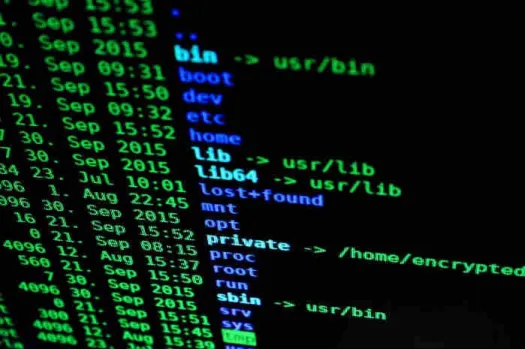 Sep 15:53 .
. Sep 15:53 ..
0. Sep 2015 bin -> usr/bin
19. Sep 09:31 boot
21. Sep 15:50 dev
19. Sep 09:32 etc
21. Sep 15:52 home
7 30. Sep 2015 lib -> usr/lib
7 30. Sep 2015 lib64 -> usr/lib
84 23. Jul 10:01 lost+found
096 1. Aug 22:45 mnt
096 30. Sep 2015 opt
16 21. Sep 15:52 private -> /home/encrypted
0 21. Sep 08:15 proc
4096 12. Aug 15:37 root
560 21. Sep 15:50 run
7 30. Sep 2015 sbin -> usr/bin
4096 30. Sep 2015 srv
0 21. Sep 15:51 sys
300 21. Sep 15:45 tmp
4096 12. Aug 15:39